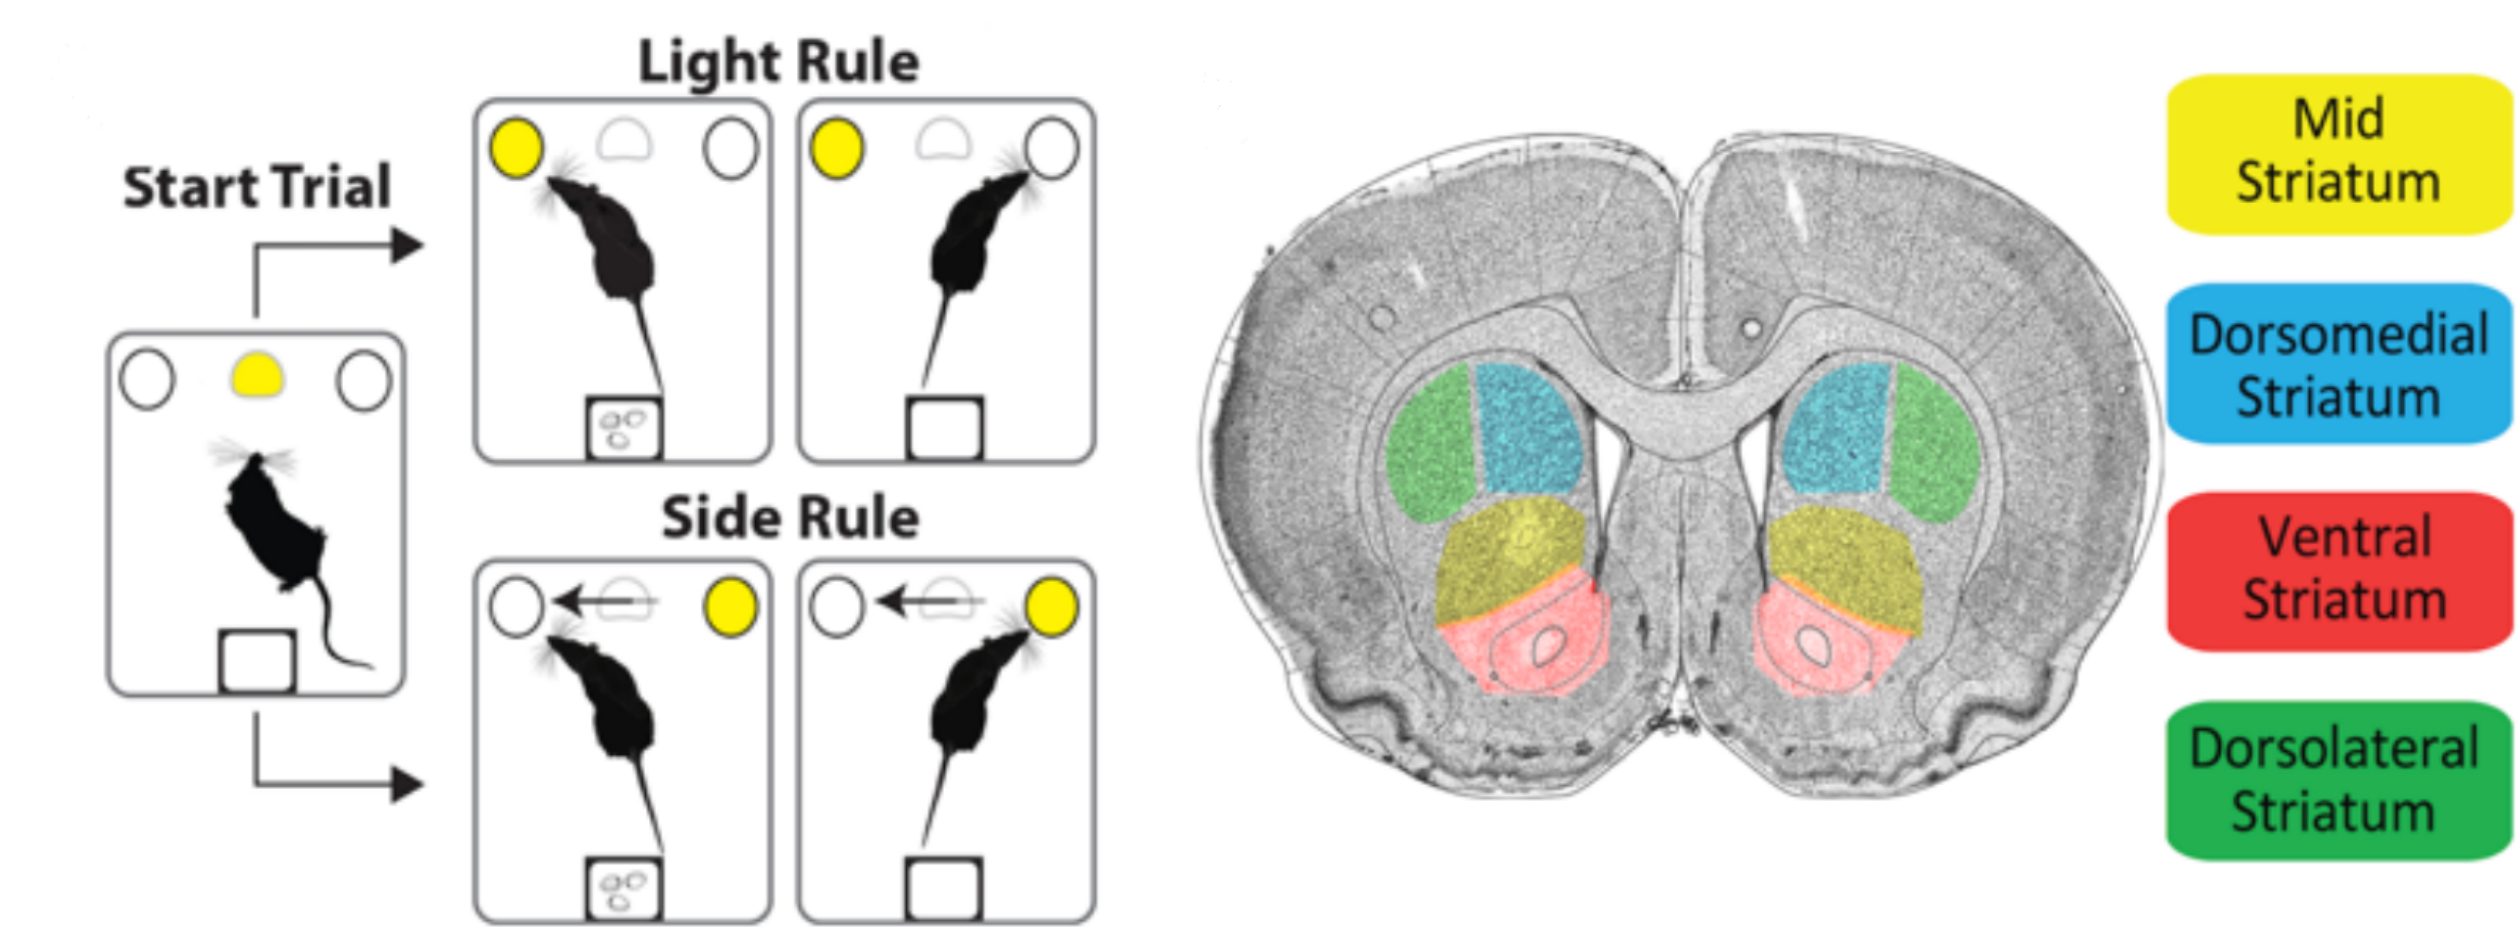 Light Rule
Start Trial
Side Rule
Mid
Striatum
Dorsomedial
Striatum
Ventral
Striatum
Dorsolateral
Striatum